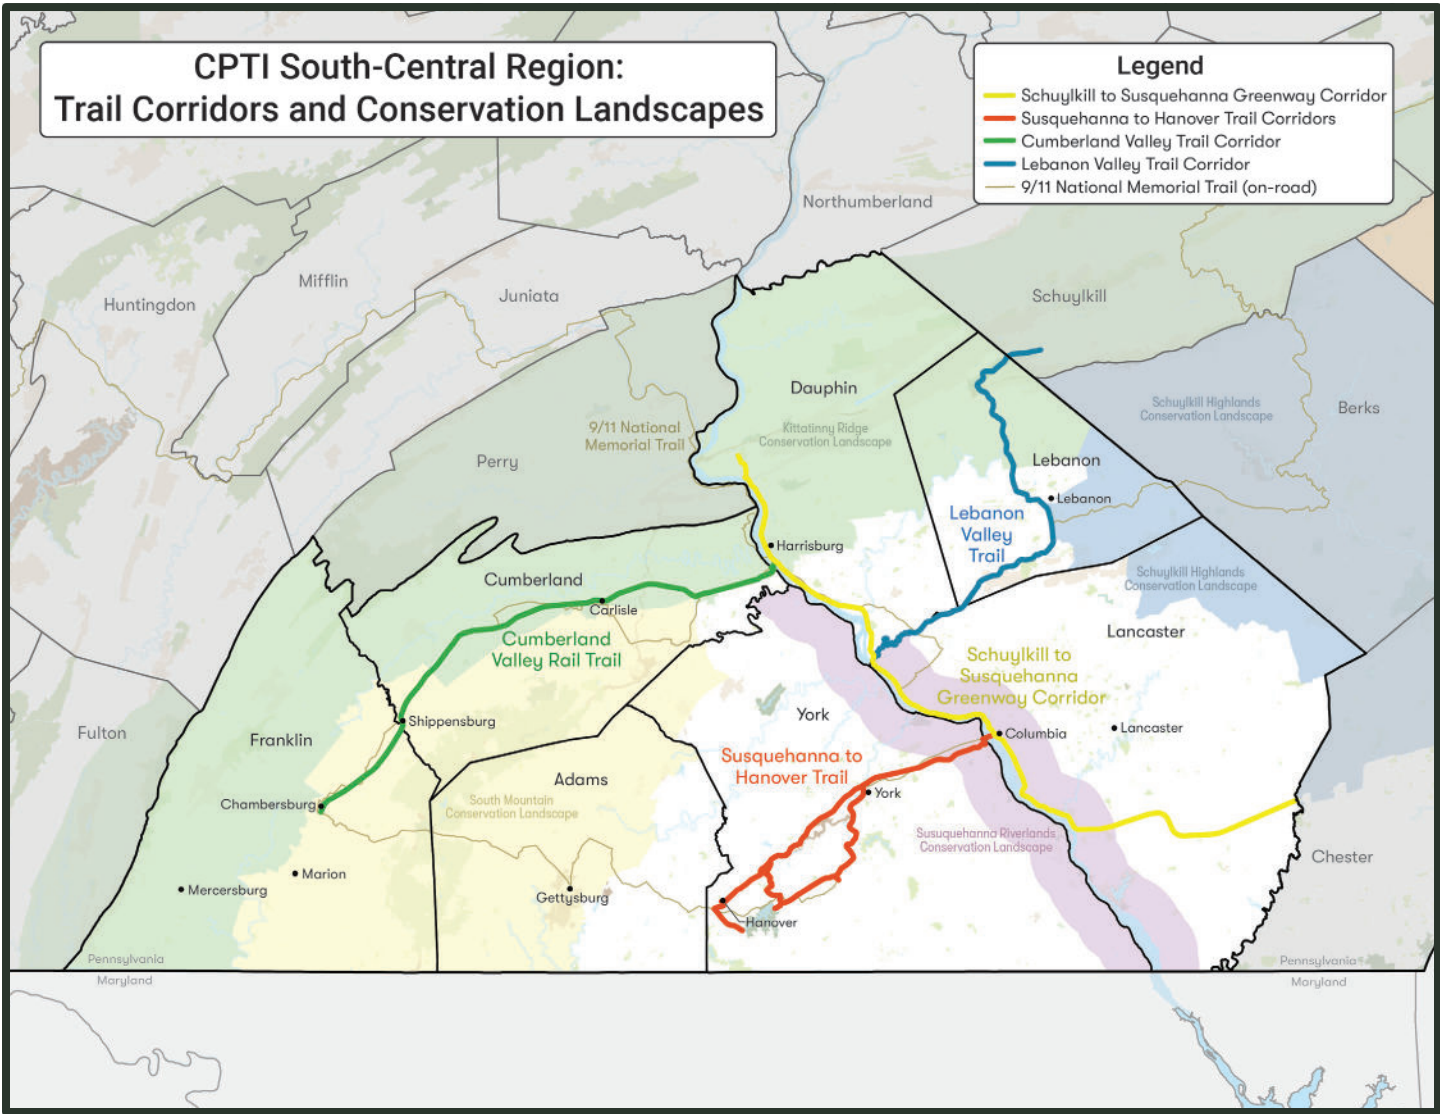 CPTI South-Central Region:
Trail Corridors and Conservation Landscapes
Legend
Schuylkill to Susquehanna Greenway Corridor
Susquehanna to Hanover Trail Corridors
Cumberland Valley Trail Corridor
Lebanon Valley Trail Corridor
9/11 National Memorial Trail (on-road)
Northumberland
Mifflin
Huntingdon
Juniata
Schuylkill
Dauphin
Schuylkill Highlands
Conservation Landscape
Berks
9/11 National
Memorial Trail
Kittatinny Ridge
Conservation Landscape
Perry
Lebanon
Lebanon
Lebanon
Valley
Trail
Harrisburg
Cumberland
Schuylkill Highlands
Conservation Landscape
Carlisle
Cumberland
Valley Rail Trail
Lancaster
Schuylkill to
Susquehanna
Greenway Corridor
Shippensburg
York
Fulton
Franklin
Columbia
Lancaster
Susquehanna to
Hanover Trail
Adams
York
Chambersburg
South Mountain
Conservation Landscape
Susuquehanna Riverlands
Conservation Landscape
Chester
Marion
Mercersburg
Gettysburg
Hanover
Pennsylvania
Maryland
Pennsylvania
Maryland